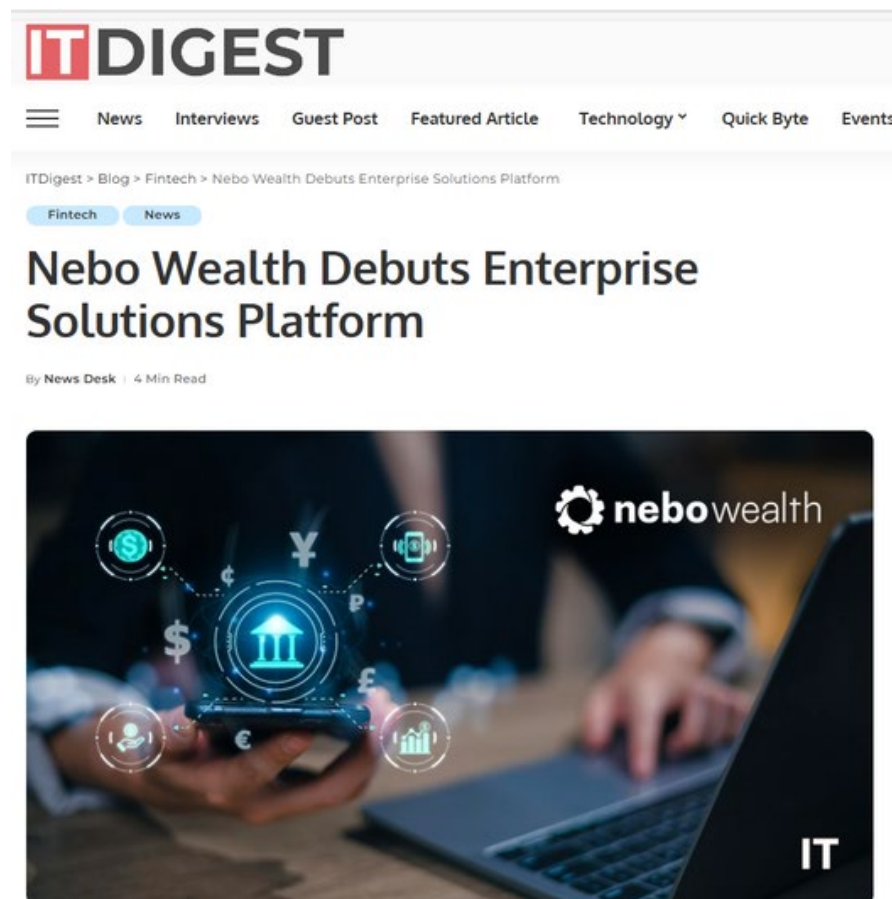 ITDIGEST
News Interviews Guest Post Featured Article Technology Quick Byte Events
ITDigest > Blog > Fintech > Nebo Wealth Debuts Enterprise Solutions Platform
Fintech News
Nebo Wealth Debuts Enterprise
Solutions Platform
By News Desk | 4 Min Read
nebowealth
$
¥
¢
₽
$
£
€
IT